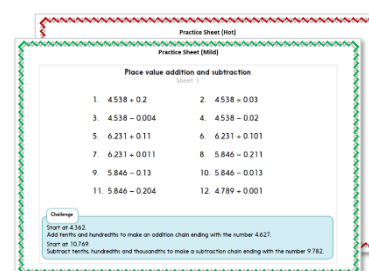 Practice Sheet (Hot)
Practice Sheet (Mild)
Place value addition and subtraction
Sheet 1
1. 4.538 + 0.2 2. 4.538 + 0.03
3. 4.538 – 0.004 4. 4.538 – 0.02
5. 6.231 + 0.11 6. 6.231 + 0.101
7. 6.231 + 0.011 8. 5.846 – 0.211
9. 5.846 – 0.13 10. 5.846 – 0.013
11. 5.846 – 0.204 12. 4.789 + 0.001
Challenge
Start at 4.362.
Add tenths and hundredths to make an addition chain ending with the number 4.627.
Start at 10.769.
Subtract tenths, hundredths and thousandths to make a subtraction chain ending with the number 9.782.